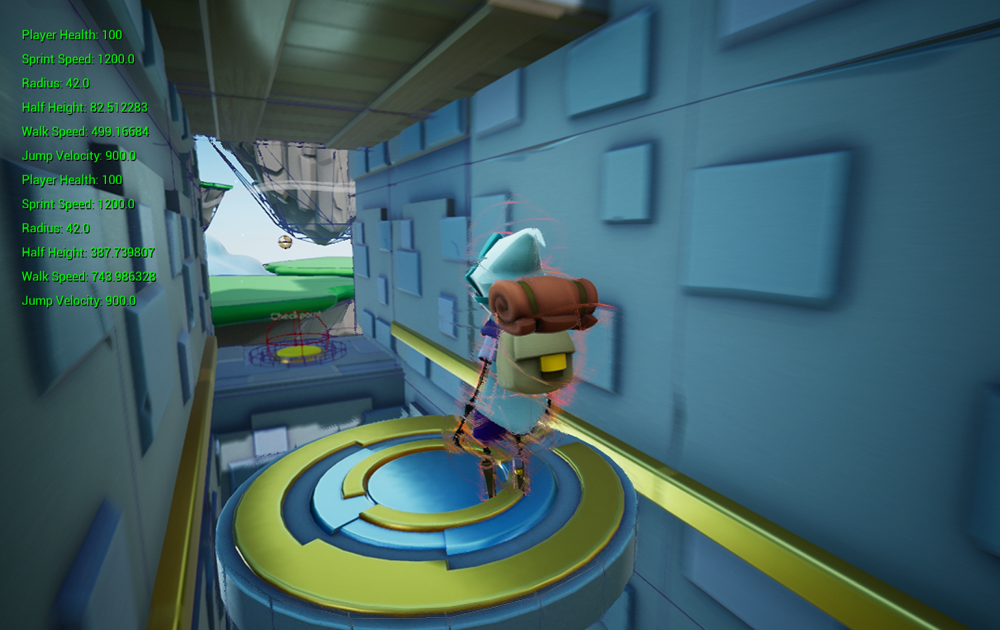 Player Health: 100
Sprint Speed: 1200.0
Radius: 42.0
Half Height: 82.512283
Walk Speed: 499.16684
Jump Velocity: 900.0
Player Health: 100
Sprint Speed: 1200.0
Radius: 42.0
Half Height: 387.739807
Walk Speed: 743.986328
Jump Velocity: 900.0
Check point